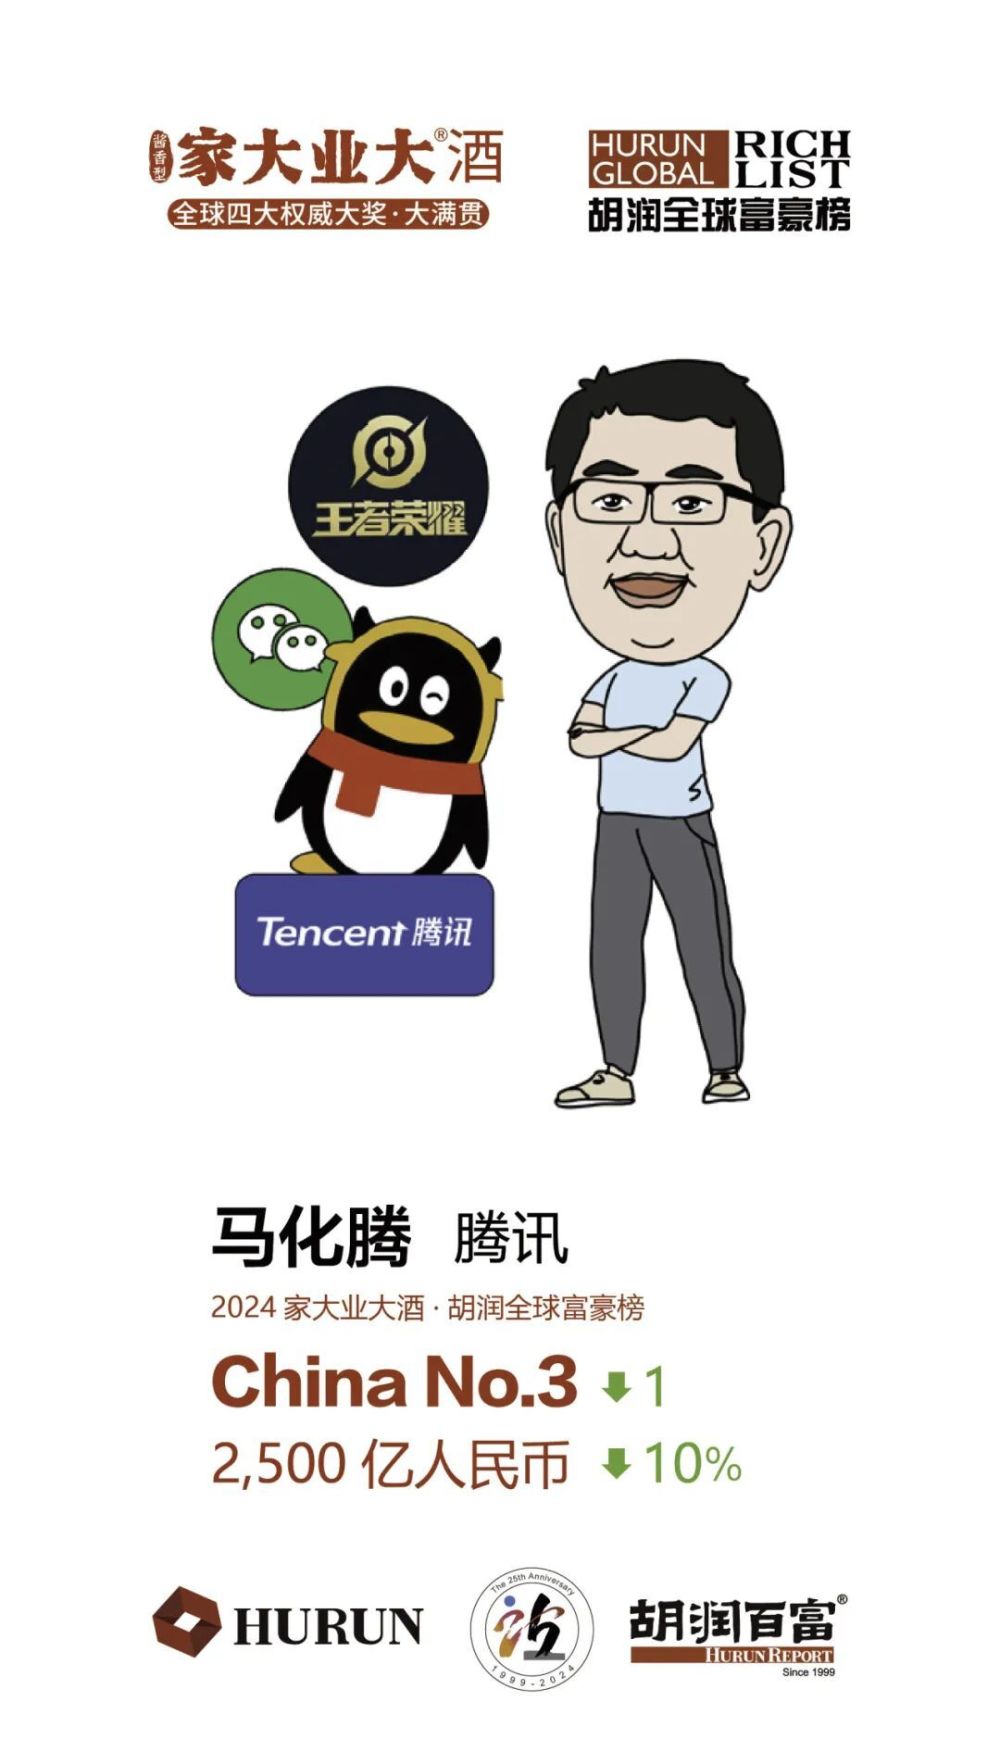 酱香型 家大业大®酒
全球四大权威大奖·大满贯
HURUN GLOBAL RICH LIST
胡润全球富豪榜
王者荣耀
Tencent 腾讯
马化腾 腾讯
2024 家大业大酒 · 胡润全球富豪榜
China No.3 1
2,500 亿人民币 10%
HURUN
The 25th Anniversary
1999-2024
胡润百富®
HURUN REPORT
Since 1999